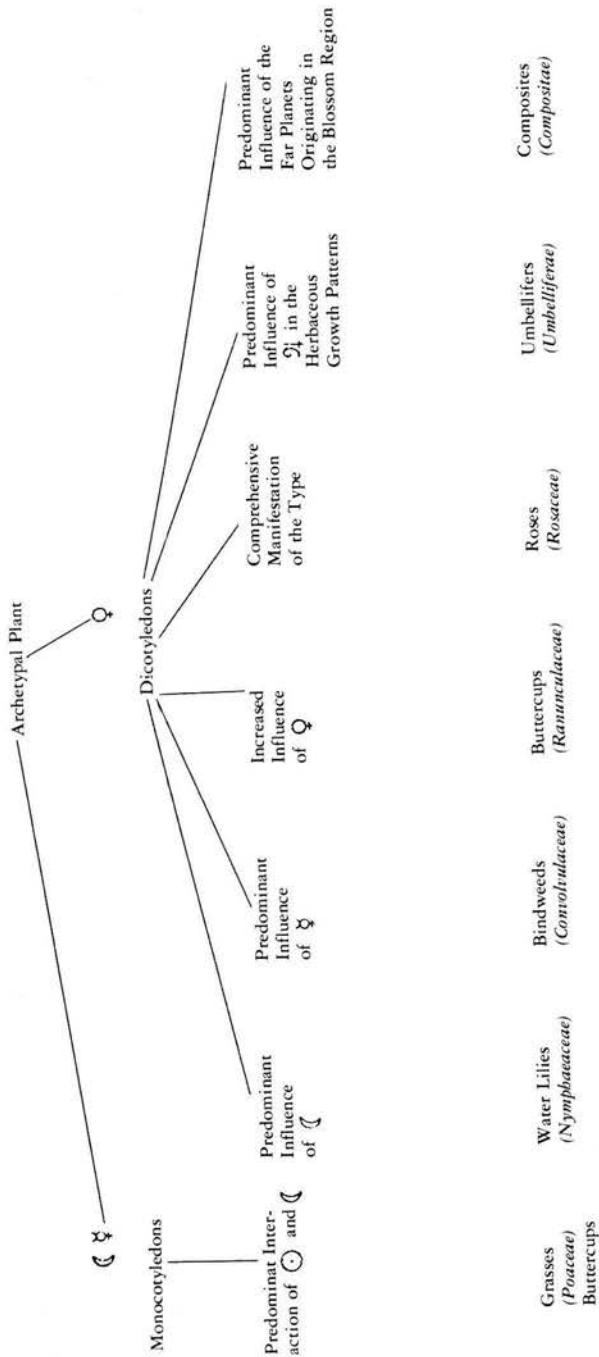 Archetypal Plant
☾ ☿
♀
Monocotyledons
Dicotyledons
Predominat Inter-
action of ☉ and ☾
Predominant
Influence
of ☾
Predominant
Influence
of ☿
Increased
Influence
of ♀
Comprehensive
Manifestation
of the Type
Predominant
Influence of
♃ in the
Herbaceous
Growth Patterns
Predominant
Influence of the
Far Planets
Originating in
the Blossom Region
Grasses
(Poaceae)
Buttercups
Water Lilies
(Nymphaeaceae)
Bindweeds
(Convolvulaceae)
Buttercups
(Ranunculaceae)
Roses
(Rosaceae)
Umbellifers
(Umbelliferae)
Composites
(Compositae)